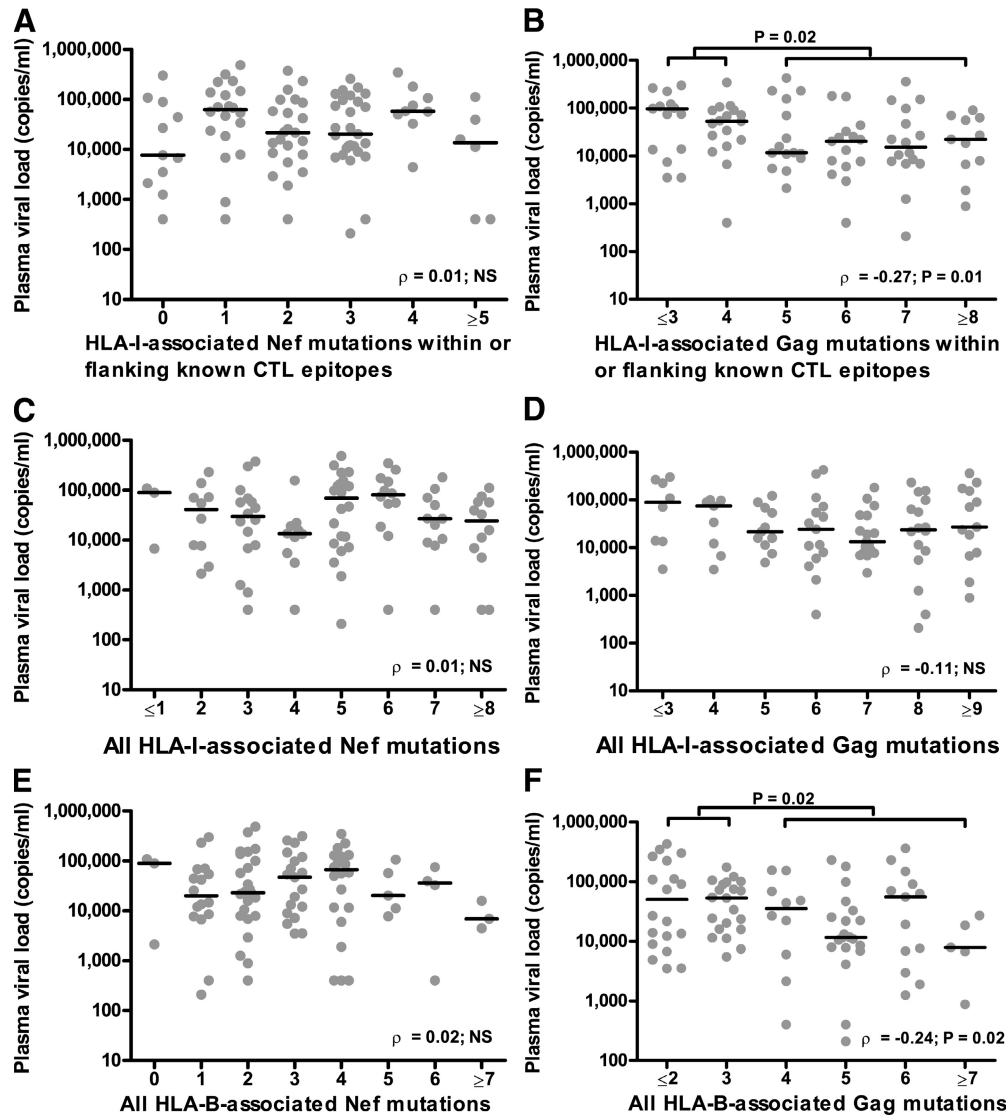 A
Plasma viral load (copies/ml)
1,000,000
100,000
10,000
1,000
100
10
ρ = 0.01; NS
0 1 2 3 4 ≥5
HLA-I-associated Nef mutations within or
flanking known CTL epitopes
B
Plasma viral load (copies/ml)
P = 0.02
1,000,000
100,000
10,000
1,000
100
10
ρ = -0.27; P = 0.01
≤3 4 5 6 7 ≥8
HLA-I-associated Gag mutations within
or flanking known CTL epitopes
C
Plasma viral load (copies/ml)
1,000,000
100,000
10,000
1,000
100
10
ρ = 0.01; NS
≤1 2 3 4 5 6 7 ≥8
All HLA-I-associated Nef mutations
D
Plasma viral load (copies/ml)
1,000,000
100,000
10,000
1,000
100
10
ρ = -0.11; NS
≤3 4 5 6 7 8 ≥9
All HLA-I-associated Gag mutations
E
Plasma viral load (copies/ml)
1,000,000
100,000
10,000
1,000
100
10
ρ = 0.02; NS
0 1 2 3 4 5 6 ≥7
All HLA-B-associated Nef mutations
F
Plasma viral load (copies/ml)
P = 0.02
1,000,000
100,000
10,000
1,000
100
ρ = -0.24; P = 0.02
≤2 3 4 5 6 ≥7
All HLA-B-associated Gag mutations